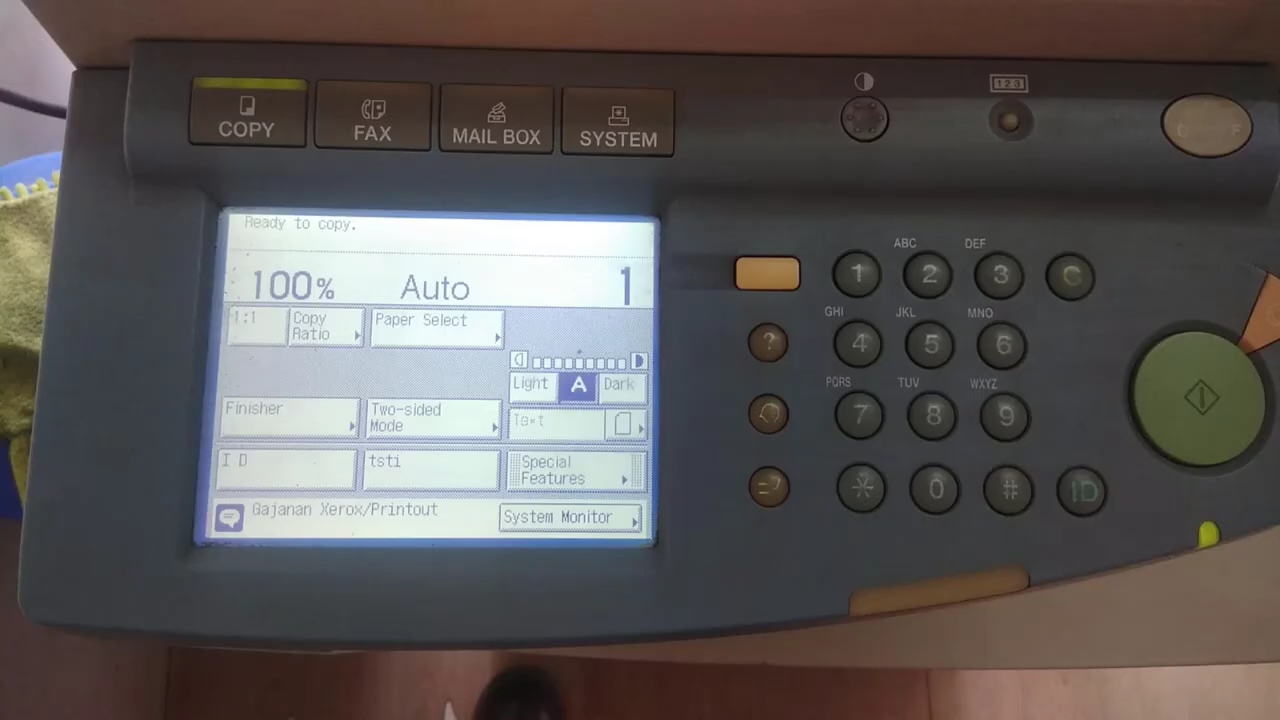 COPY FAX MAIL BOX SYSTEM
123
Ready to copy.
100% Auto 1
1:1 Copy Ratio Paper Select
Light A Dark
Finisher Two-sided Mode Text
ID tsti Special Features
Gajanan Xerox/Printout System Monitor
ABC DEF
1 2 3 C
GHI JKL MNO
? 4 5 6
PQRS TUV WXYZ
7 8 9
* 0 # ID